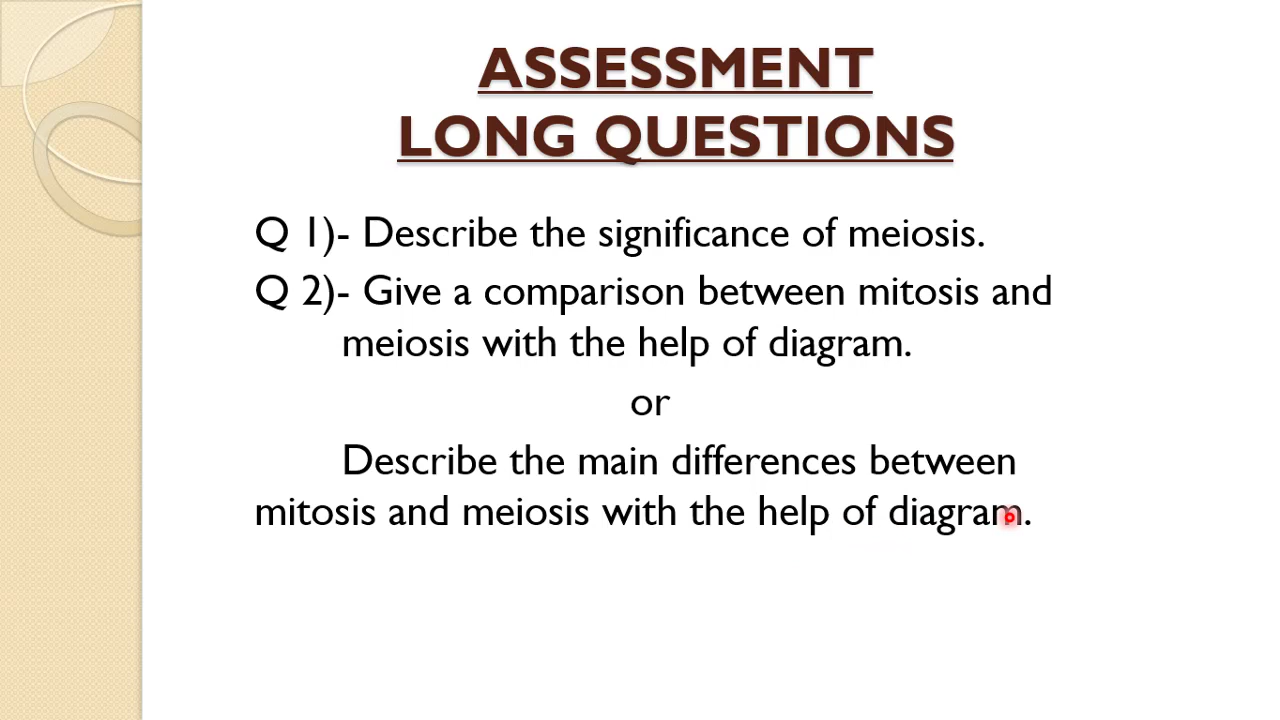 ASSESSMENT
LONG QUESTIONS
Q 1)- Describe the significance of meiosis.
Q 2)- Give a comparison between mitosis and
meiosis with the help of diagram.
or
Describe the main differences between
mitosis and meiosis with the help of diagram.